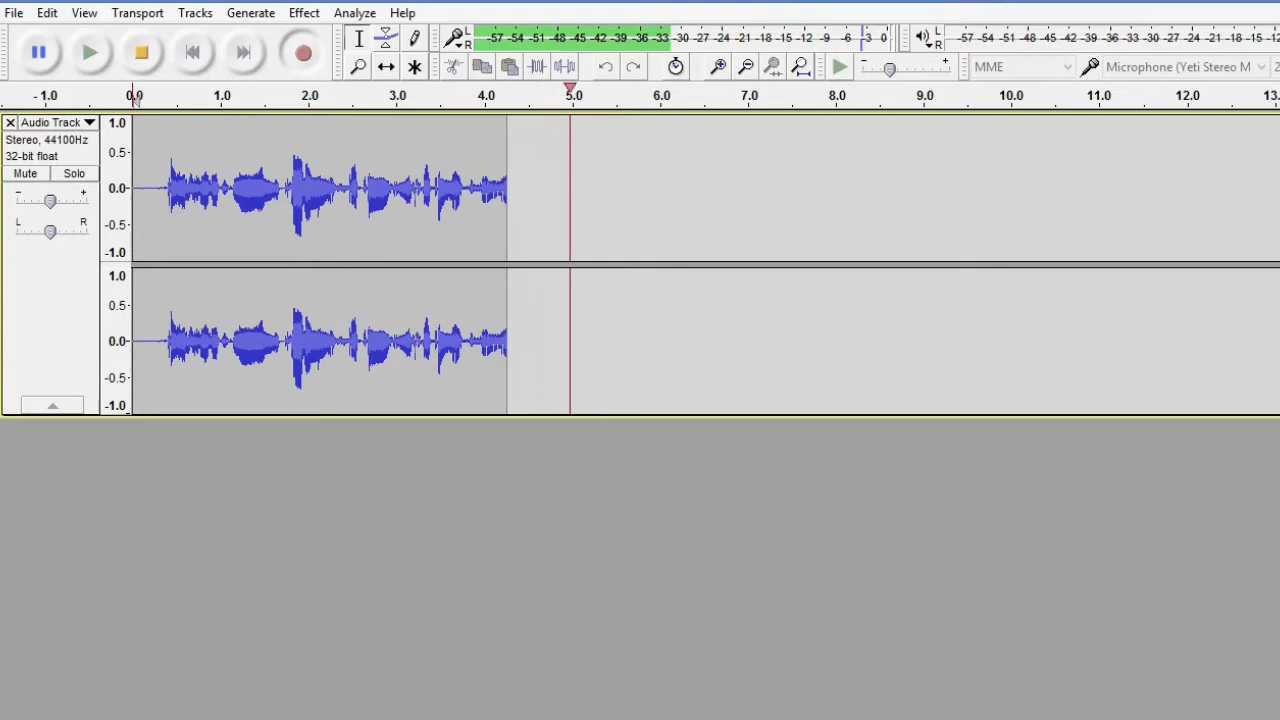 File Edit View Transport Tracks Generate Effect Analyze Help
L R -57 -54 -51 -48 -45 -42 -39 -36 -33 -30 -27 -24 -21 -18 -15 -12 -9 -6 -3 0 L R -57 -54 -51 -48 -45 -42 -39 -36 -33 -30 -27 -24 -21 -18 -15 -12
- + MME Microphone (Yeti Stereo M 2
- 1.0 0.0 1.0 2.0 3.0 4.0 5.0 6.0 7.0 8.0 9.0 10.0 11.0 12.0 13.
Audio Track 1.0
Stereo, 44100Hz 0.5
32-bit float
Mute Solo 0.0
- +
L R -0.5
-1.0
1.0
0.5
0.0
-0.5
-1.0